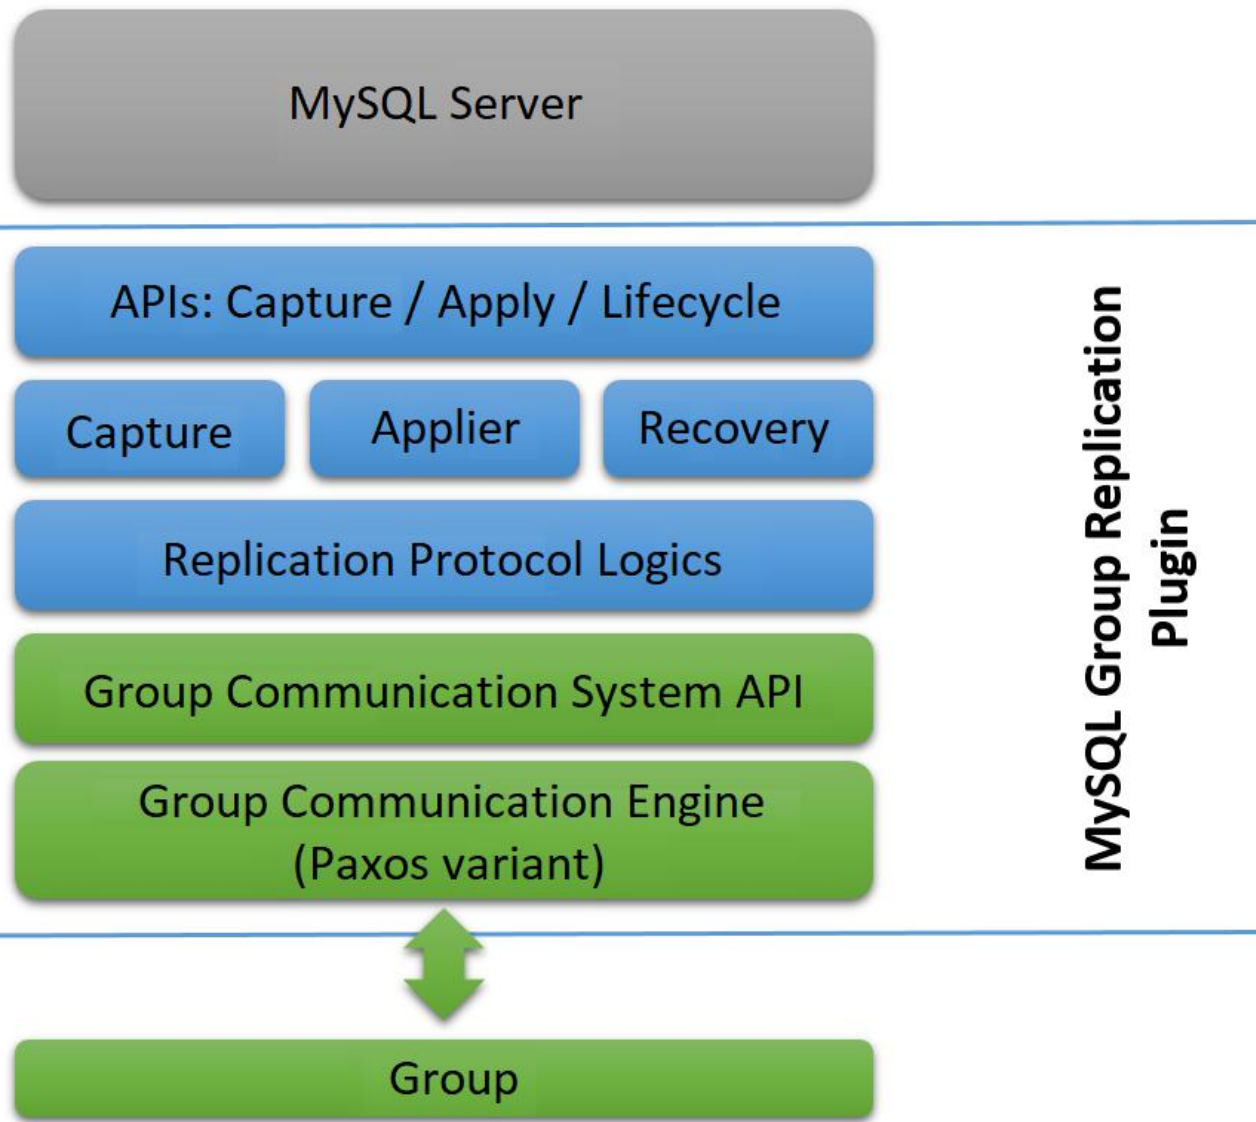 MySQL Server
APIs: Capture / Apply / Lifecycle
Capture
Applier
Recovery
Replication Protocol Logics
Group Communication System API
Group Communication Engine
(Paxos variant)
Group
MySQL Group Replication
Plugin